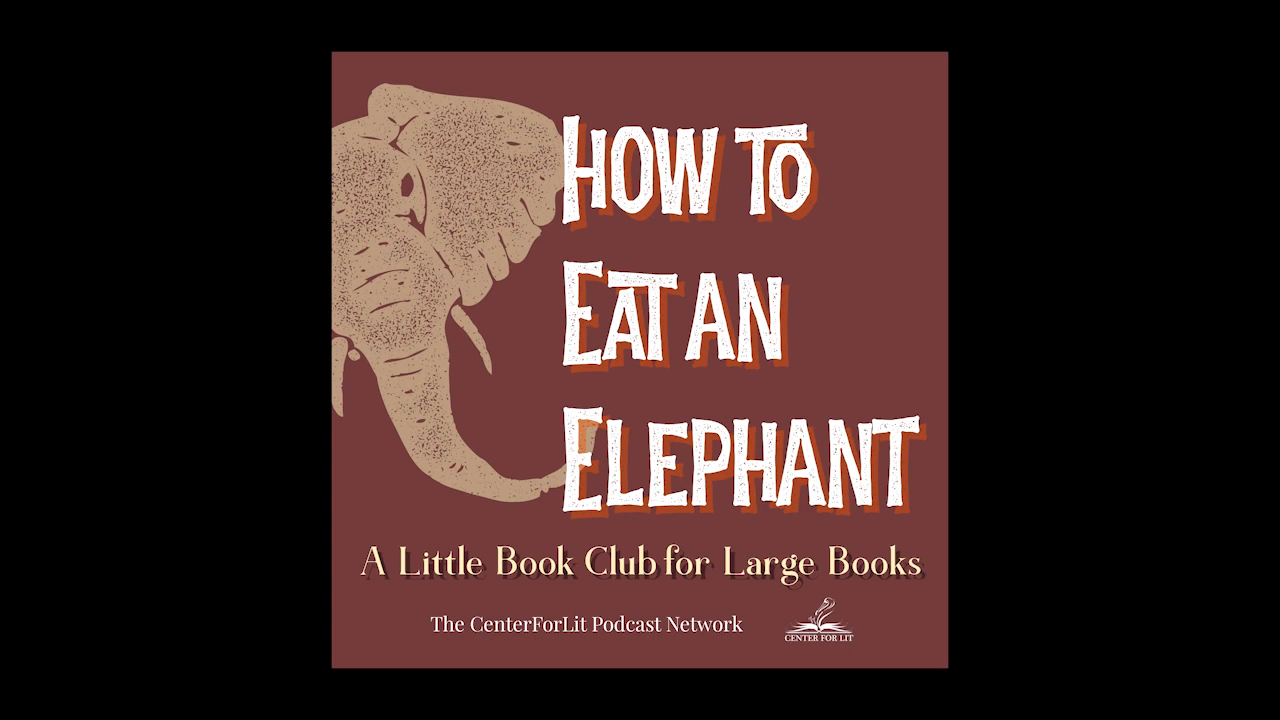 HOW TO
EAT AN
ELEPHANT
A Little Book Club for Large Books
The CenterForLit Podcast Network
CENTER FOR LIT